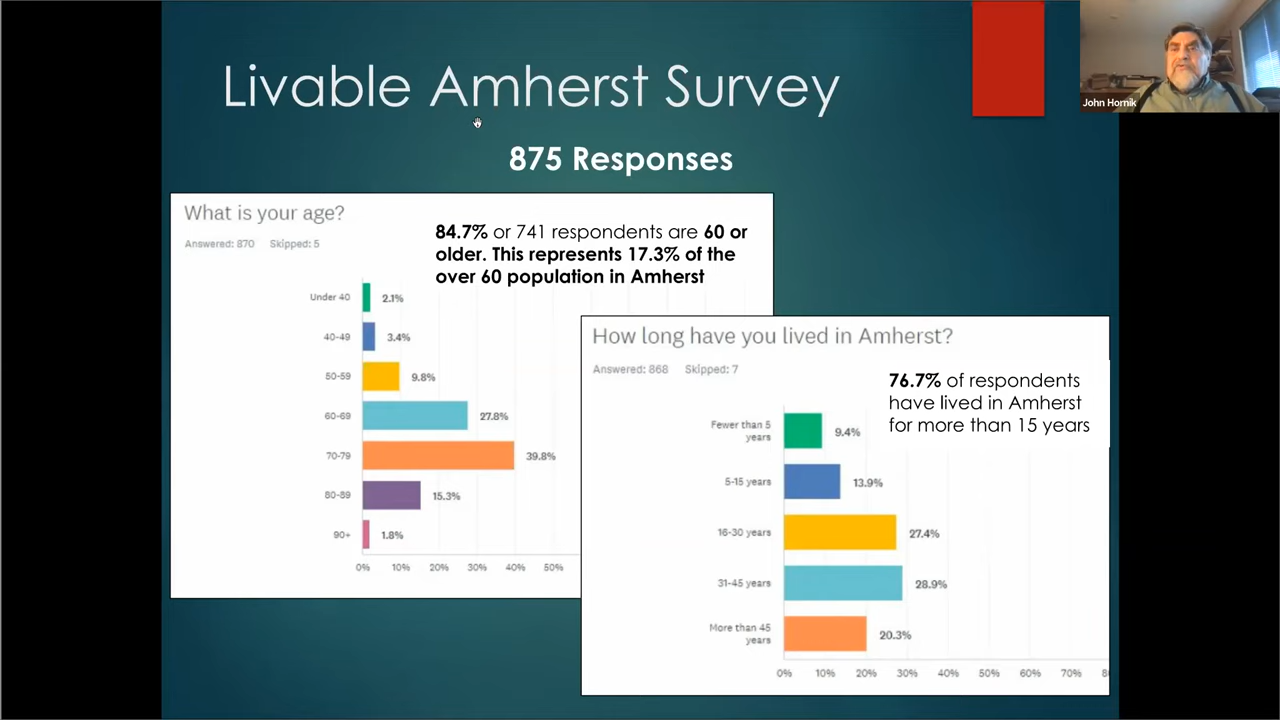 Livable Amherst Survey
875 Responses
John Hornik
What is your age?
Answered: 870 Skipped: 5
84.7% or 741 respondents are 60 or
older. This represents 17.3% of the
over 60 population in Amherst
Under 40 2.1%
40-49 3.4%
50-59 9.8%
60-69 27.8%
70-79 39.8%
80-89 15.3%
90+ 1.8%
0% 10% 20% 30% 40% 50%
How long have you lived in Amherst?
Answered: 868 Skipped: 7
76.7% of respondents
have lived in Amherst
for more than 15 years
Fewer than 5
years 9.4%
5-15 years 13.9%
16-30 years 27.4%
31-45 years 28.9%
More than 45
years 20.3%
0% 10% 20% 30% 40% 50% 60% 70% 8